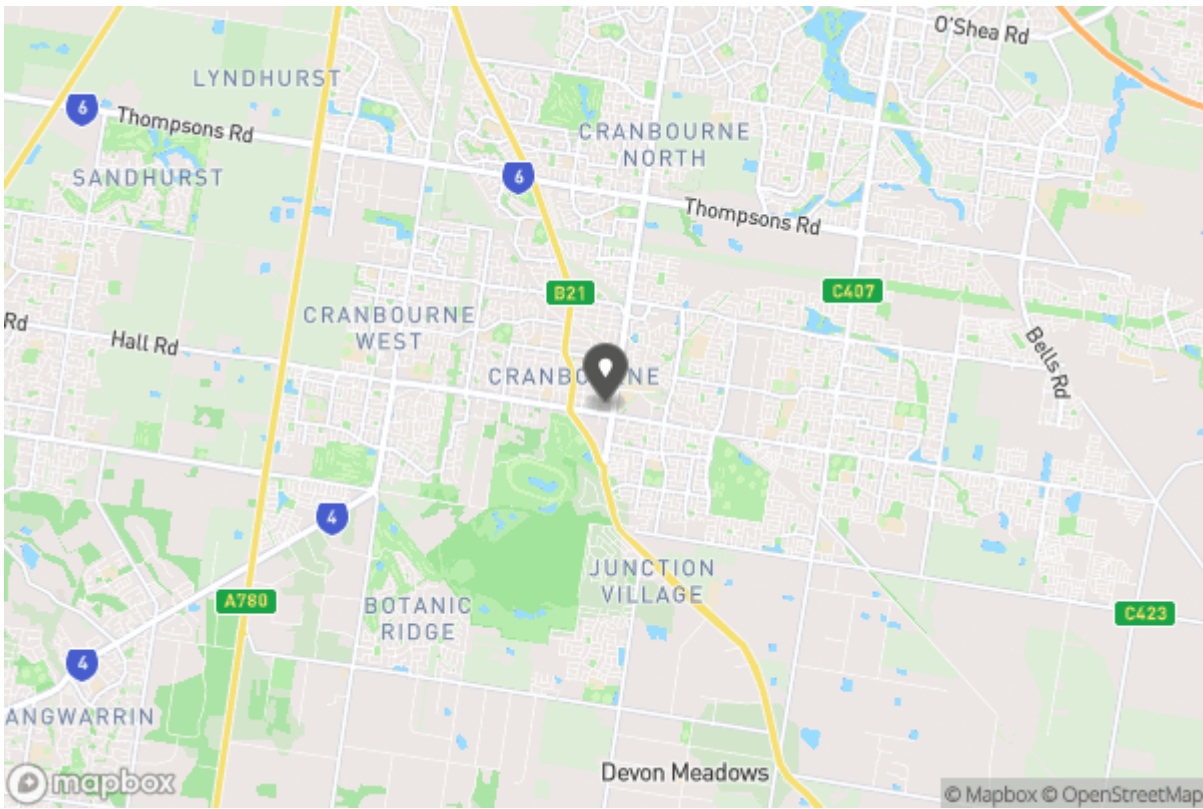 O'Shea Rd
LYNDHURST
6
Thompsons Rd
CRANBOURNE
NORTH
SANDHURST
6
Thompsons Rd
B21
C407
CRANBOURNE
WEST
Rd
Hall Rd
Bells Rd
CRANBOURNE
4
JUNCTION
VILLAGE
A780
BOTANIC
RIDGE
C423
4
ANGWARRIN
Devon Meadows
mapbox
© Mapbox © OpenStreetMap